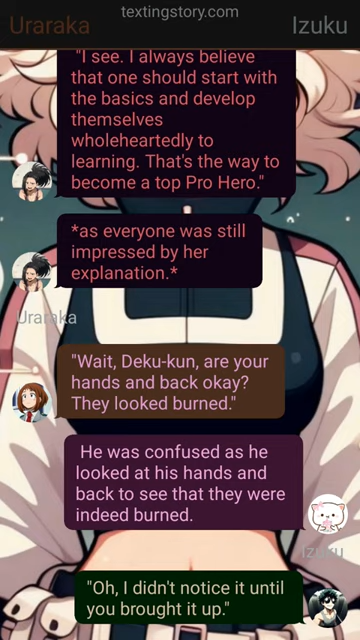 textingstory.com
Uraraka
Izuku
"I see. I always believe
that one should start with
the basics and develop
themselves
wholeheartedly to
learning. That's the way to
become a top Pro Hero."
*as everyone was still
impressed by her
explanation.*
Uraraka
"Wait, Deku-kun, are your
hands and back okay?
They looked burned."
He was confused as he
looked at his hands and
back to see that they were
indeed burned.
Izuku
"Oh, I didn't notice it until
you brought it up."